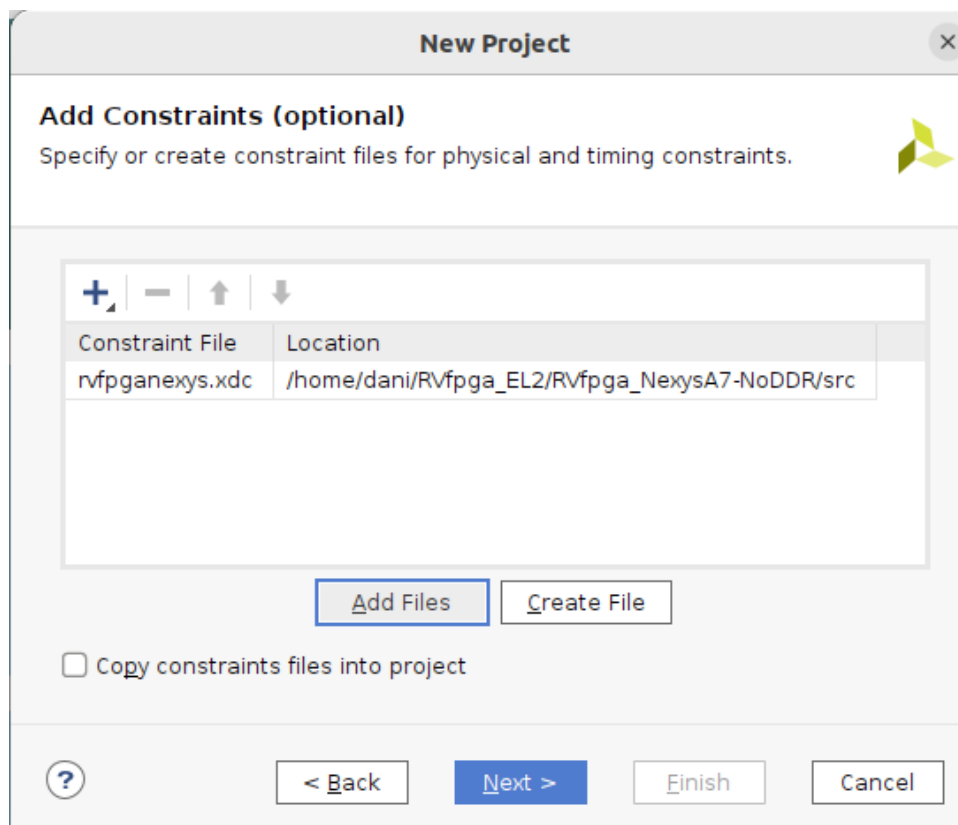 New Project
Add Constraints (optional)
Specify or create constraint files for physical and timing constraints.
Constraint File Location
rvfpganexys.xdc /home/dani/RVfpga_EL2/RVfpga_NexysA7-NoDDR/src
Add Files Create File
Copy constraints files into project
? < Back Next > Finish Cancel